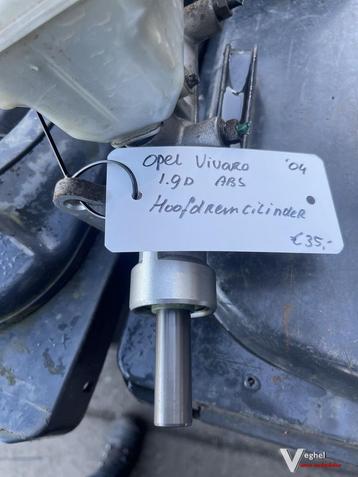 Opel Vivaro '04
1.9D ABS
Hoofdremcilinder
€35,-
Veghel